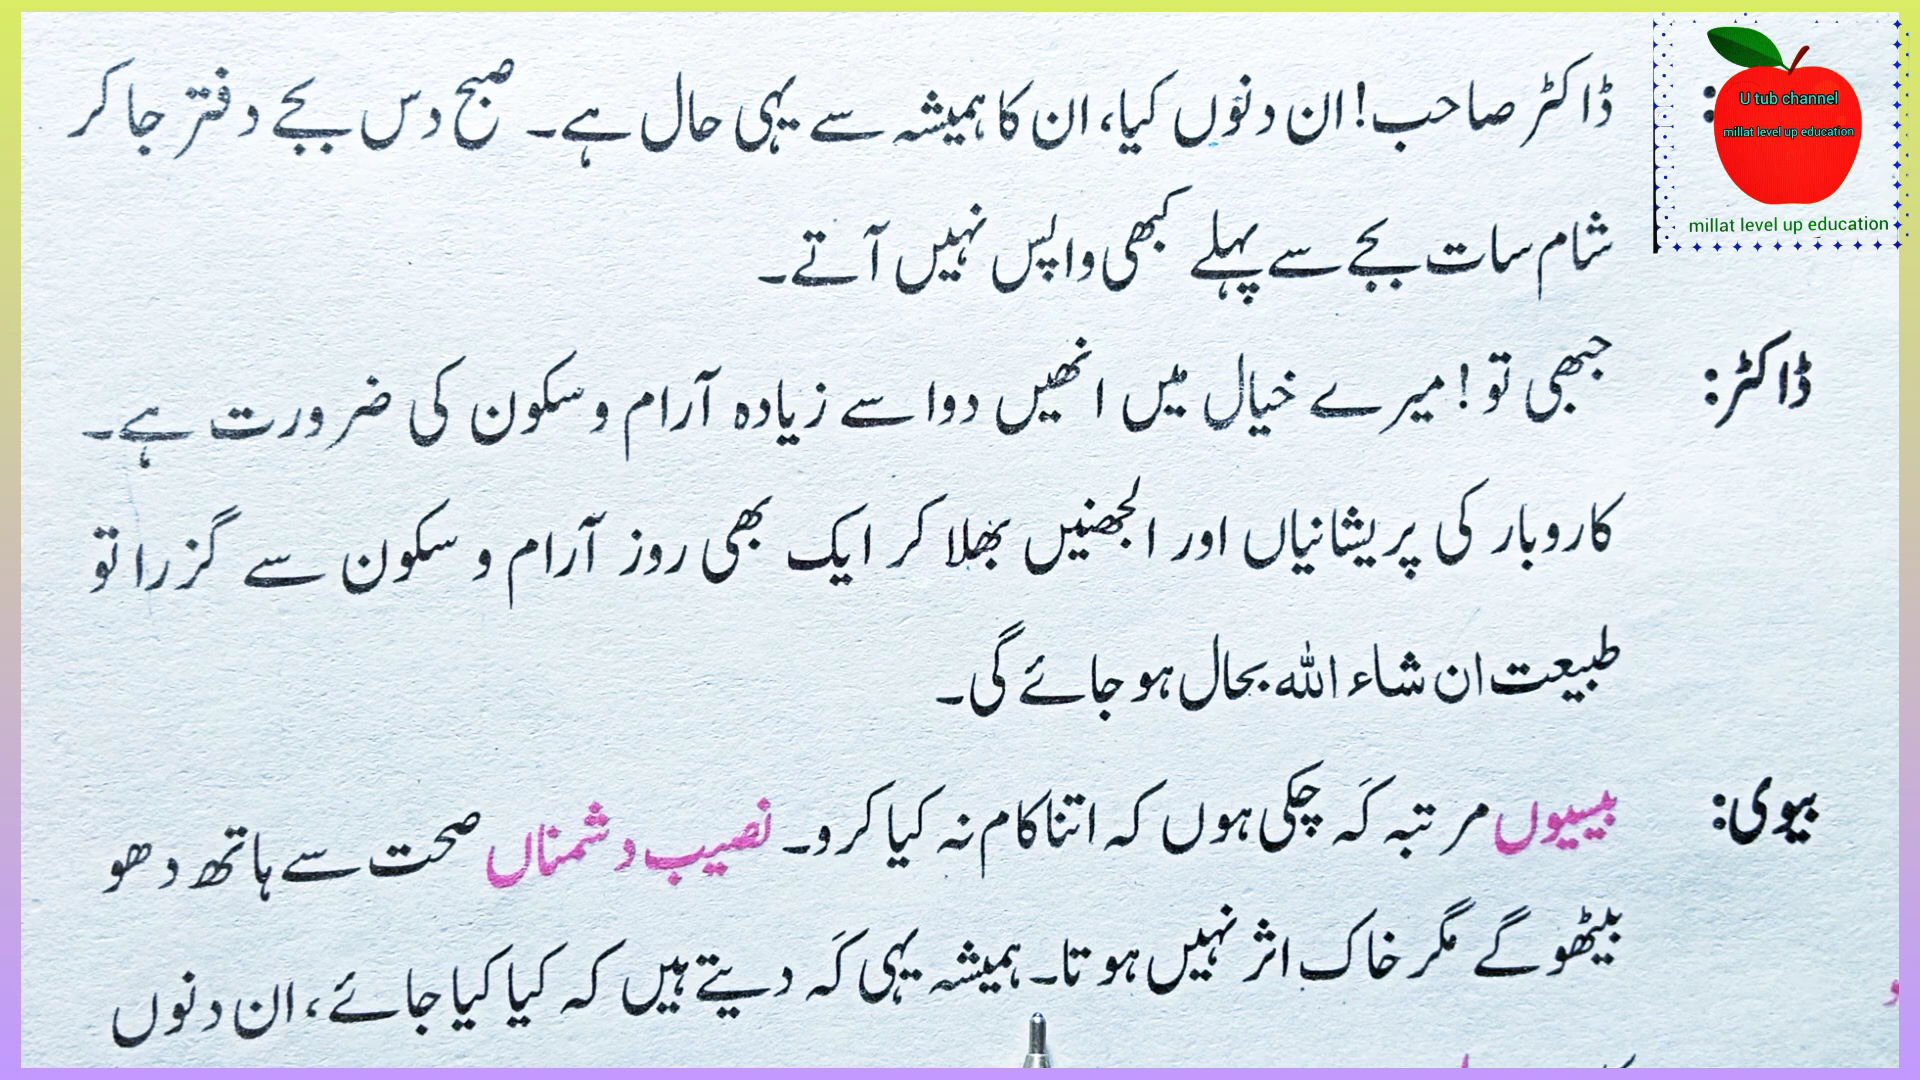 ڈاکٹر صاحب! ان دنوں کیا، ان کا ہمیشہ سے یہی حال ہے۔ صبح دس بجے دفتر جا کر
شام سات بجے سے پہلے کبھی واپس نہیں آتے۔
ڈاکٹر: جبھی تو! میرے خیال میں انھیں دوا سے زیادہ آرام و سکون کی ضرورت ہے۔
کاروبار کی پریشانیاں اور الجھنیں بھلا کر ایک بھی روز آرام و سکون سے گزرا تو
طبیعت ان شاء اللہ بحال ہو جائے گی۔
بیوی: بیسیوں مرتبہ کَہ چکی ہوں کہ اتنا کام نہ کیا کرو۔ نصیب دشمناں صحت سے ہاتھ دھو
بیٹھو گے مگر خاک اثر نہیں ہوتا۔ ہمیشہ یہی کَہ دیتے ہیں کہ کیا کیا جائے، ان دنوں
U tub channel
millat level up education
millat level up education